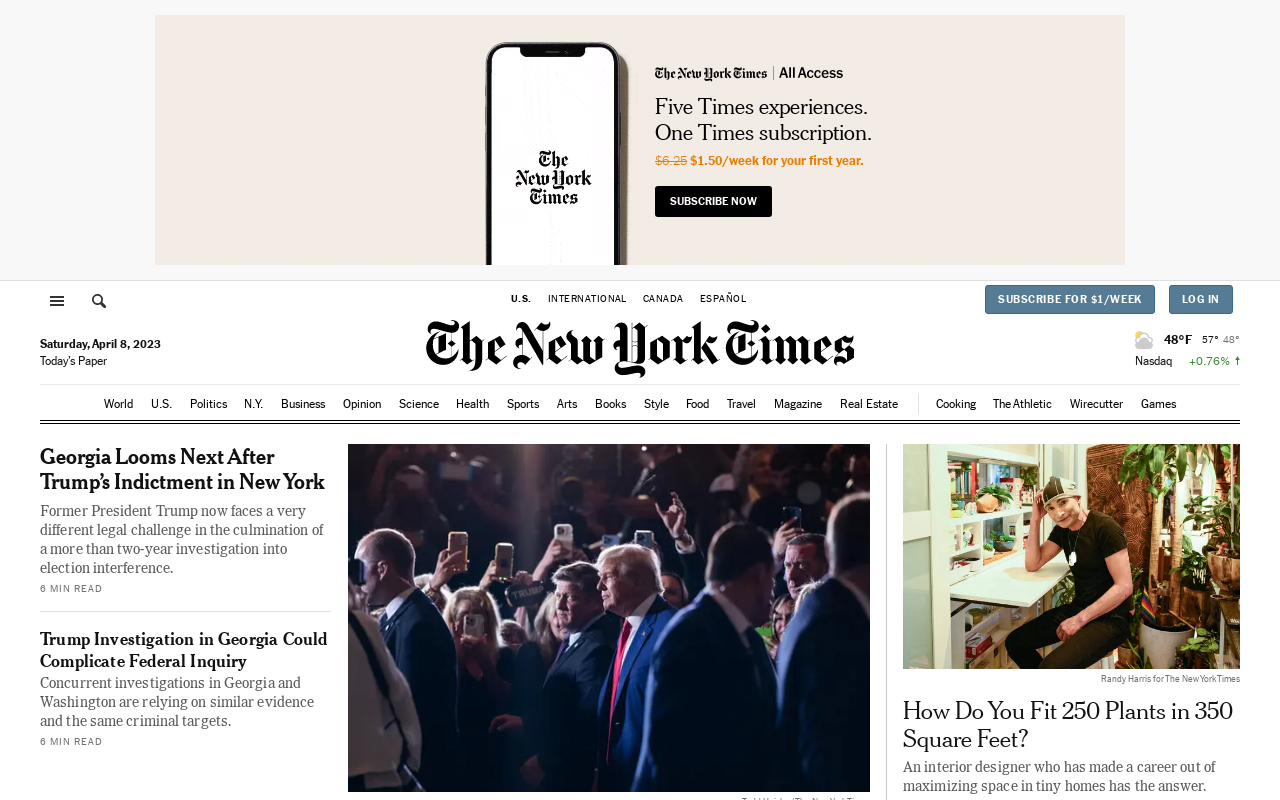 The New York Times | All Access
Five Times experiences.
One Times subscription.
$6.25 $1.50/week for your first year.
SUBSCRIBE NOW
The
New York
Times
U.S. INTERNATIONAL CANADA ESPAÑOL
SUBSCRIBE FOR $1/WEEK LOG IN
The New York Times
Saturday, April 8, 2023
Today's Paper
48°F 57° 48°
Nasdaq +0.76% ↑
World U.S. Politics N.Y. Business Opinion Science Health Sports Arts Books Style Food Travel Magazine Real Estate Cooking The Athletic Wirecutter Games
Georgia Looms Next After
Trump’s Indictment in New York
Former President Trump now faces a very
different legal challenge in the culmination of
a more than two-year investigation into
election interference.
6 MIN READ
Trump Investigation in Georgia Could
Complicate Federal Inquiry
Concurrent investigations in Georgia and
Washington are relying on similar evidence
and the same criminal targets.
6 MIN READ
TRUMP
Randy Harris for The New York Times
How Do You Fit 250 Plants in 350
Square Feet?
An interior designer who has made a career out of
maximizing space in tiny homes has the answer.